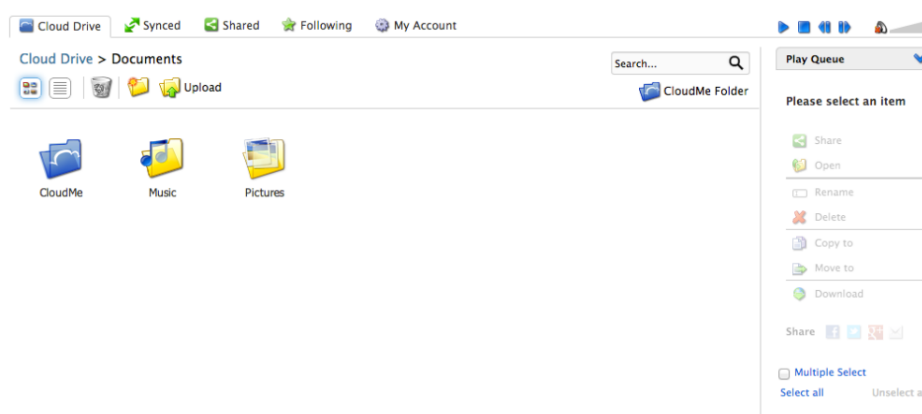 Cloud Drive Synced Shared Following My Account
Cloud Drive > Documents
Search...
Upload
CloudMe Folder
CloudMe Music Pictures
Play Queue
Please select an item
Share
Open
Rename
Delete
Copy to
Move to
Download
Share
Multiple Select
Select all Unselect